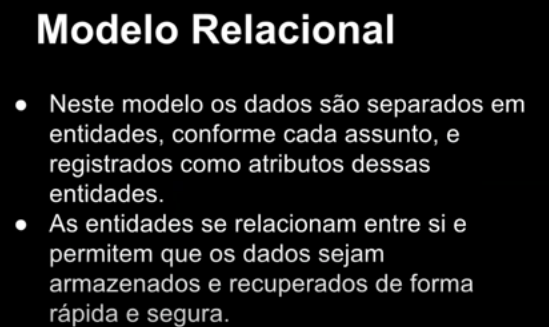 Modelo Relacional
● Neste modelo os dados são separados em
entidades, conforme cada assunto, e
registrados como atributos dessas
entidades.
● As entidades se relacionam entre si e
permitem que os dados sejam
armazenados e recuperados de forma
rápida e segura.